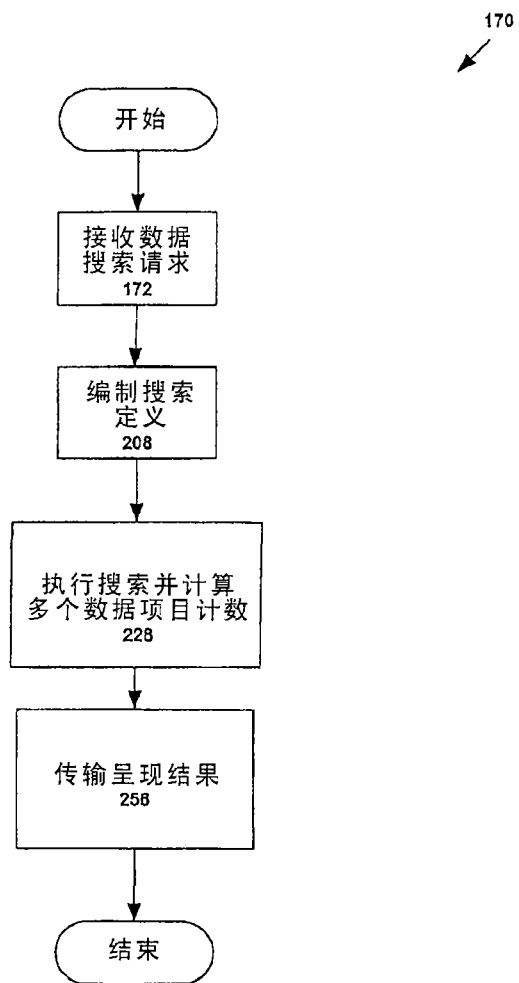 170
开始
接收数据
搜索请求
172
编制搜索
定义
208
执行搜索并计算
多个数据项目计数
228
传输呈现结果
256
结束